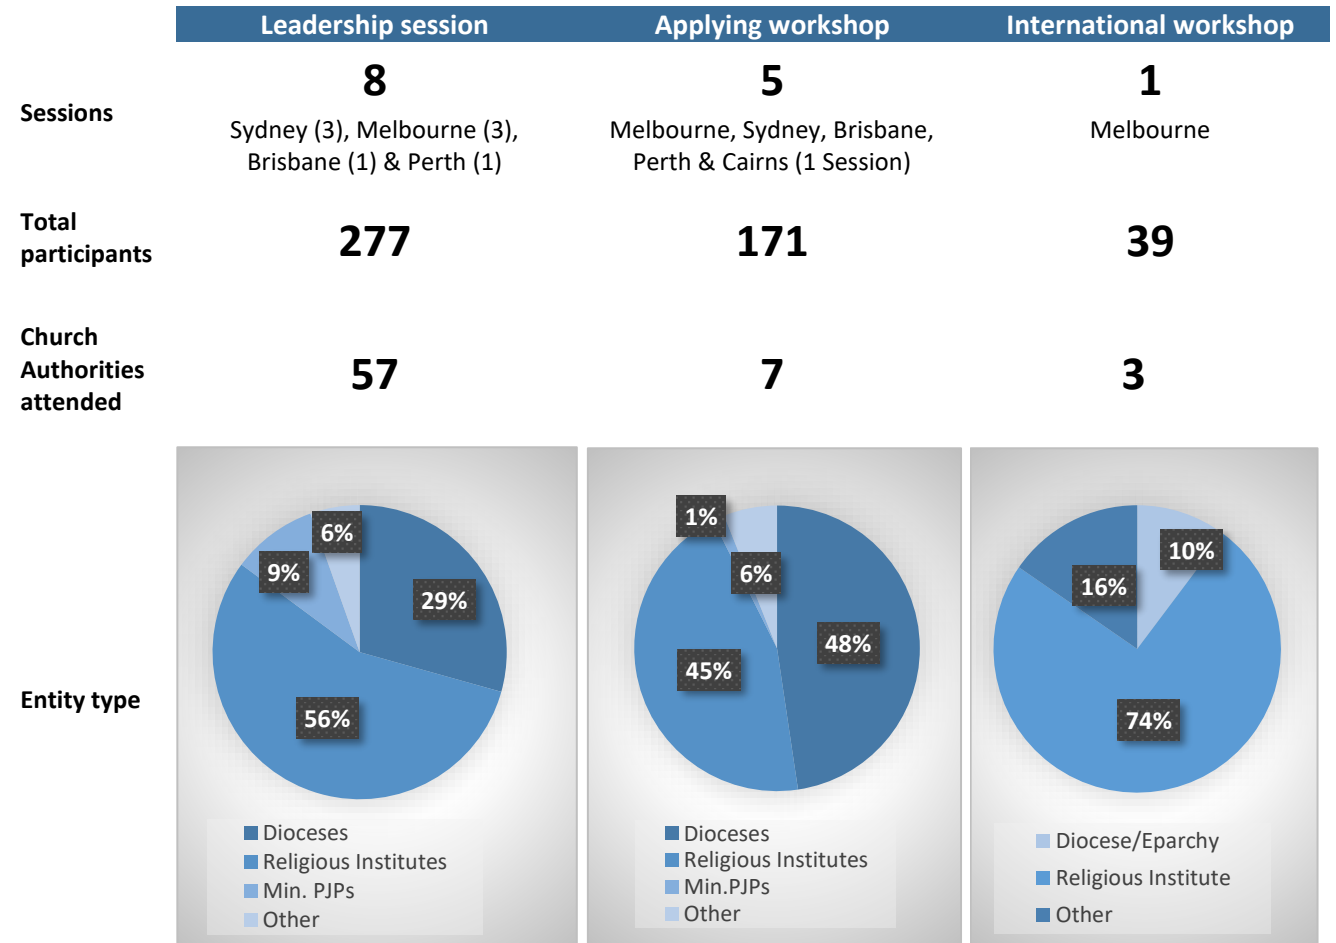 Leadership session
Applying workshop
International workshop
Sessions
8
Sydney (3), Melbourne (3),
Brisbane (1) & Perth (1)
5
Melbourne, Sydney, Brisbane,
Perth & Cairns (1 Session)
1
Melbourne
Total
participants
277
171
39
Church
Authorities
attended
57
7
3
Entity type
6%
9%
29%
56%
Dioceses
Religious Institutes
Min. PJPs
Other
1%
6%
48%
45%
Dioceses
Religious Institutes
Min.PJPs
Other
10%
16%
74%
Diocese/Eparchy
Religious Institute
Other